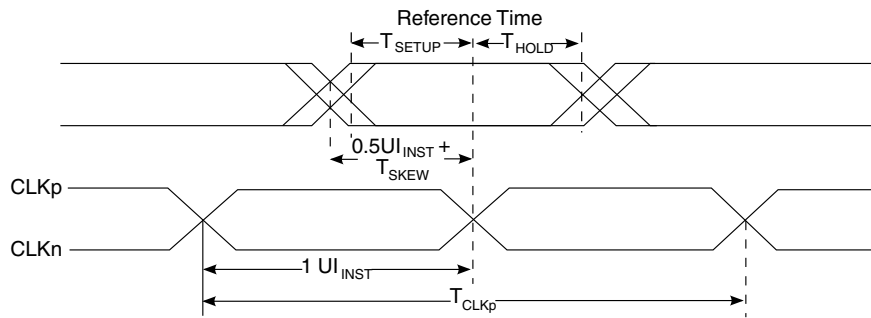 Reference Time
T_SETUP T_HOLD
0.5UI_INST +
T_SKEW
CLKp
CLKn
1 UI_INST
T_CLKp